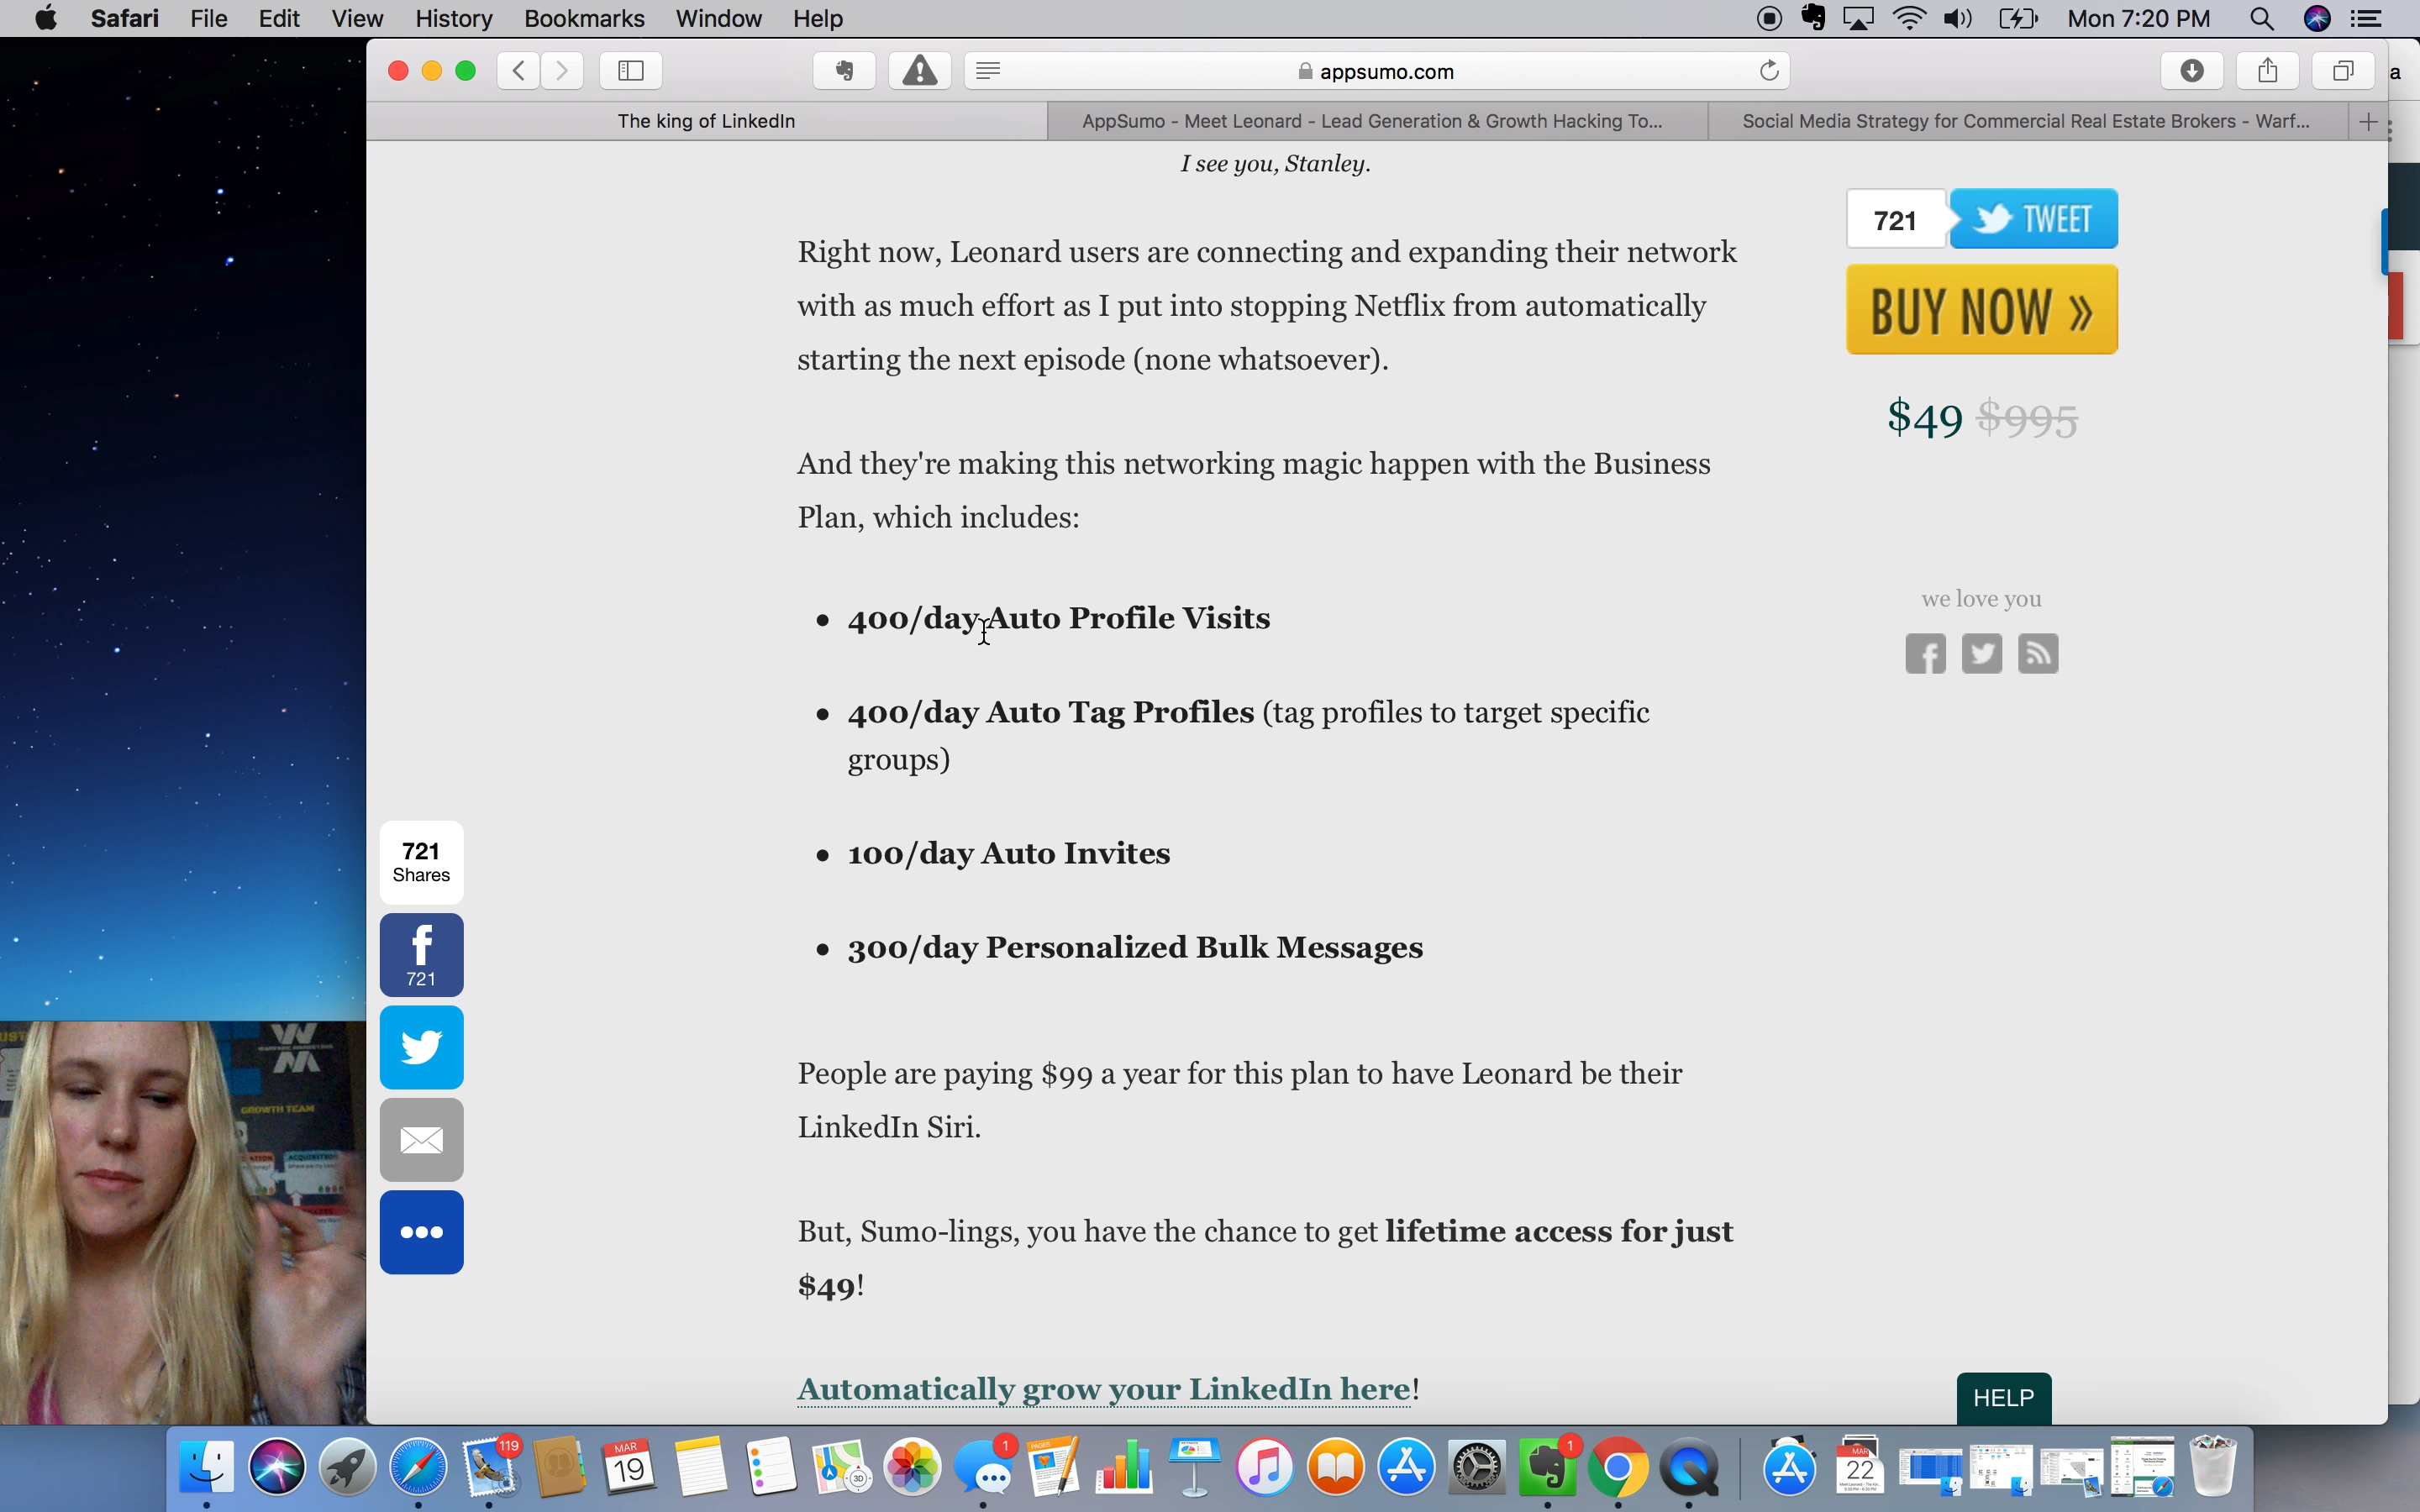 Safari File Edit View History Bookmarks Window Help Mon 7:20 PM
appsumo.com
a
The king of LinkedIn
AppSumo - Meet Leonard - Lead Generation & Growth Hacking To...
Social Media Strategy for Commercial Real Estate Brokers - Warf...
I see you, Stanley.
Right now, Leonard users are connecting and expanding their network
with as much effort as I put into stopping Netflix from automatically
starting the next episode (none whatsoever).
And they're making this networking magic happen with the Business
Plan, which includes:
• 400/day Auto Profile Visits
• 400/day Auto Tag Profiles (tag profiles to target specific
groups)
• 100/day Auto Invites
• 300/day Personalized Bulk Messages
People are paying $99 a year for this plan to have Leonard be their
LinkedIn Siri.
But, Sumo-lings, you have the chance to get lifetime access for just
$49!
Automatically grow your LinkedIn here!
721 TWEET
BUY NOW »
$49 $995
we love you
721
Shares
721
HELP
GROWTH TEAM
ACQUISITION
119
MAR
19
3D
1
PAGES
1
MAR
22